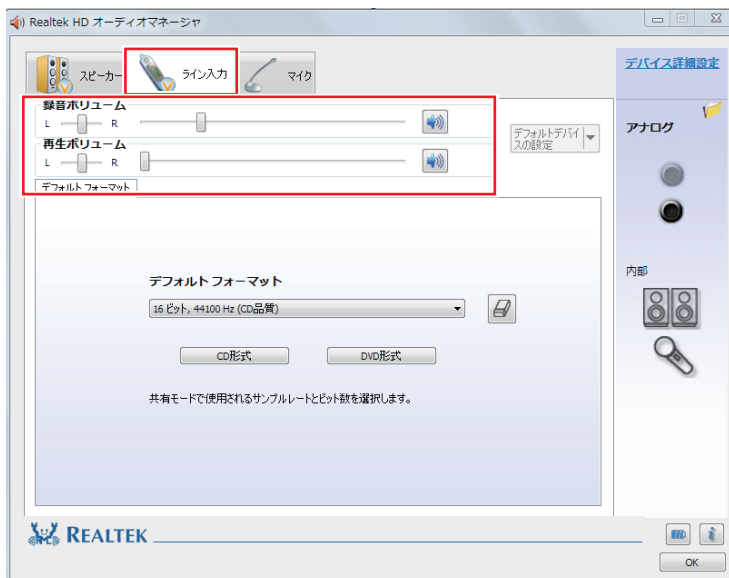 Realtek HD オーディオマネージャ
スピーカー
ライン入力
マイク
デバイス詳細設定
録音ボリューム
L
R
デフォルトデバイスの設定
アナログ
再生ボリューム
L
R
デフォルト フォーマット
内部
デフォルト フォーマット
16 ビット, 44100 Hz (CD品質)
CD形式
DVD形式
共有モードで使用されるサンプルレートとビット数を選択します。
REALTEK
OK